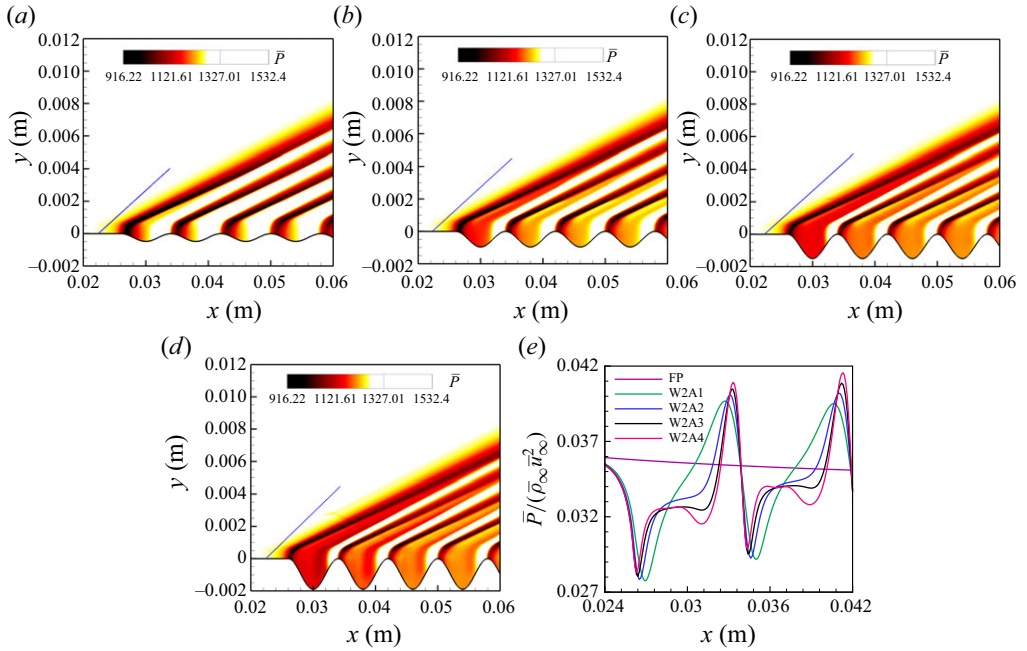 (a)
0.012
0.010
0.008
0.006
0.004
0.002
0
–0.002
y (m)
P̅
916.22 1121.61 1327.01 1532.4
0.02 0.03 0.04 0.05 0.06
x (m)
(b)
0.012
0.010
0.008
0.006
0.004
0.002
0
–0.002
y (m)
P̅
916.22 1121.61 1327.01 1532.4
0.02 0.03 0.04 0.05 0.06
x (m)
(c)
0.012
0.010
0.008
0.006
0.004
0.002
0
–0.002
y (m)
P̅
916.22 1121.61 1327.01 1532.4
0.02 0.03 0.04 0.05 0.06
x (m)
(d)
0.012
0.010
0.008
0.006
0.004
0.002
0
–0.002
y (m)
P̅
916.22 1121.61 1327.01 1532.4
0.02 0.03 0.04 0.05 0.06
x (m)
(e)
0.042
0.037
0.032
0.027
P̅/(ρ̅∞u̅²∞)
FP
W2A1
W2A2
W2A3
W2A4
0.024 0.03 0.036 0.042
x (m)